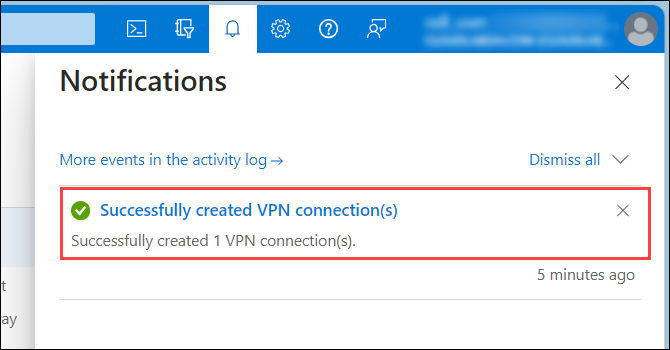 Notifications
More events in the activity log →
Dismiss all
Successfully created VPN connection(s)
Successfully created 1 VPN connection(s).
5 minutes ago
t
ay